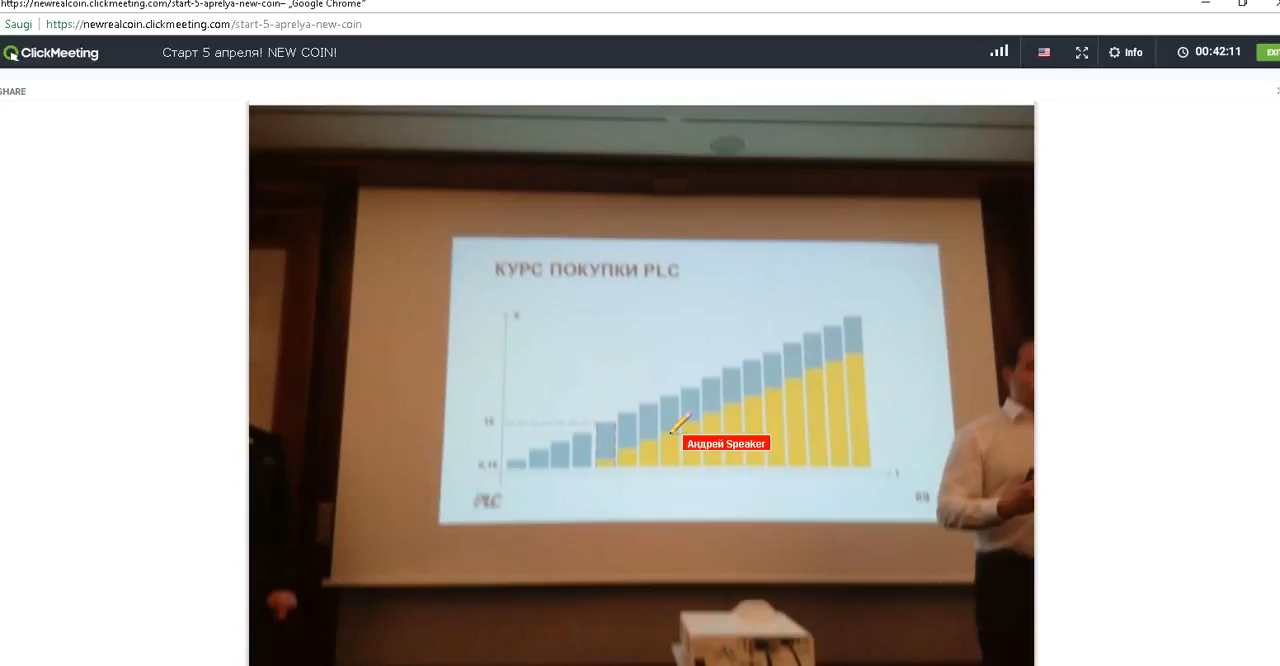 https://newrealcoin.clickmeeting.com/start-5-aprelya-new-coin– „Google Chrome“
Saugi
https://newrealcoin.clickmeeting.com/start-5-aprelya-new-coin
ClickMeeting
Старт 5 апреля! NEW COIN!
Info
00:42:11
SHARE
КУРС ПОКУПКИ PLC
Андрей Speaker
PLC